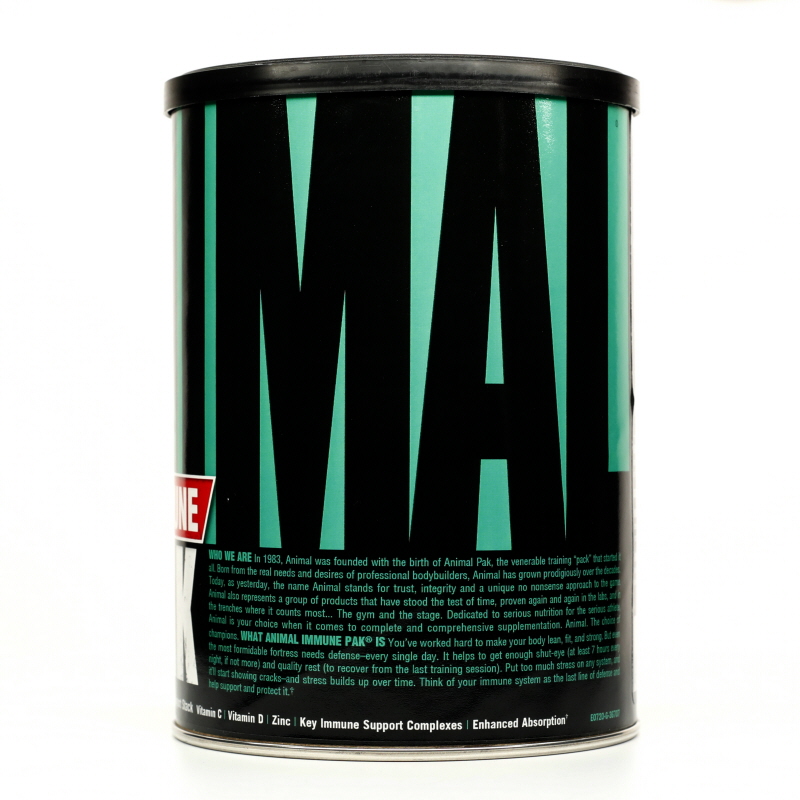 IMAL
NE
K
WHO WE ARE In 1983, Animal was founded with the birth of Animal Pak, the venerable training "pack" that started it
all. Born from the real needs and desires of professional bodybuilders, Animal has grown prodigiously over the decades.
Today, as yesterday, the name Animal stands for trust, integrity and a unique no nonsense approach to the game.
Animal also represents a group of products that have stood the test of time, proven again and again in the labs, and in
the trenches where it counts most... The gym and the stage. Dedicated to serious nutrition for the serious athlete,
Animal is your choice when it comes to complete and comprehensive supplementation. Animal. The choice of
champions. WHAT ANIMAL IMMUNE PAK® IS You've worked hard to make your body lean, fit, and strong. But even
the most formidable fortress needs defense–every single day. It helps to get enough shut-eye (at least 7 hours every
night, if not more) and quality rest (to recover from the last training session). Put too much stress on any system, and
it'll start showing cracks–and stress builds up over time. Think of your immune system as the last line of defense and
help support and protect it.†
Stack Vitamin C | Vitamin D | Zinc | Key Immune Support Complexes | Enhanced Absorption†